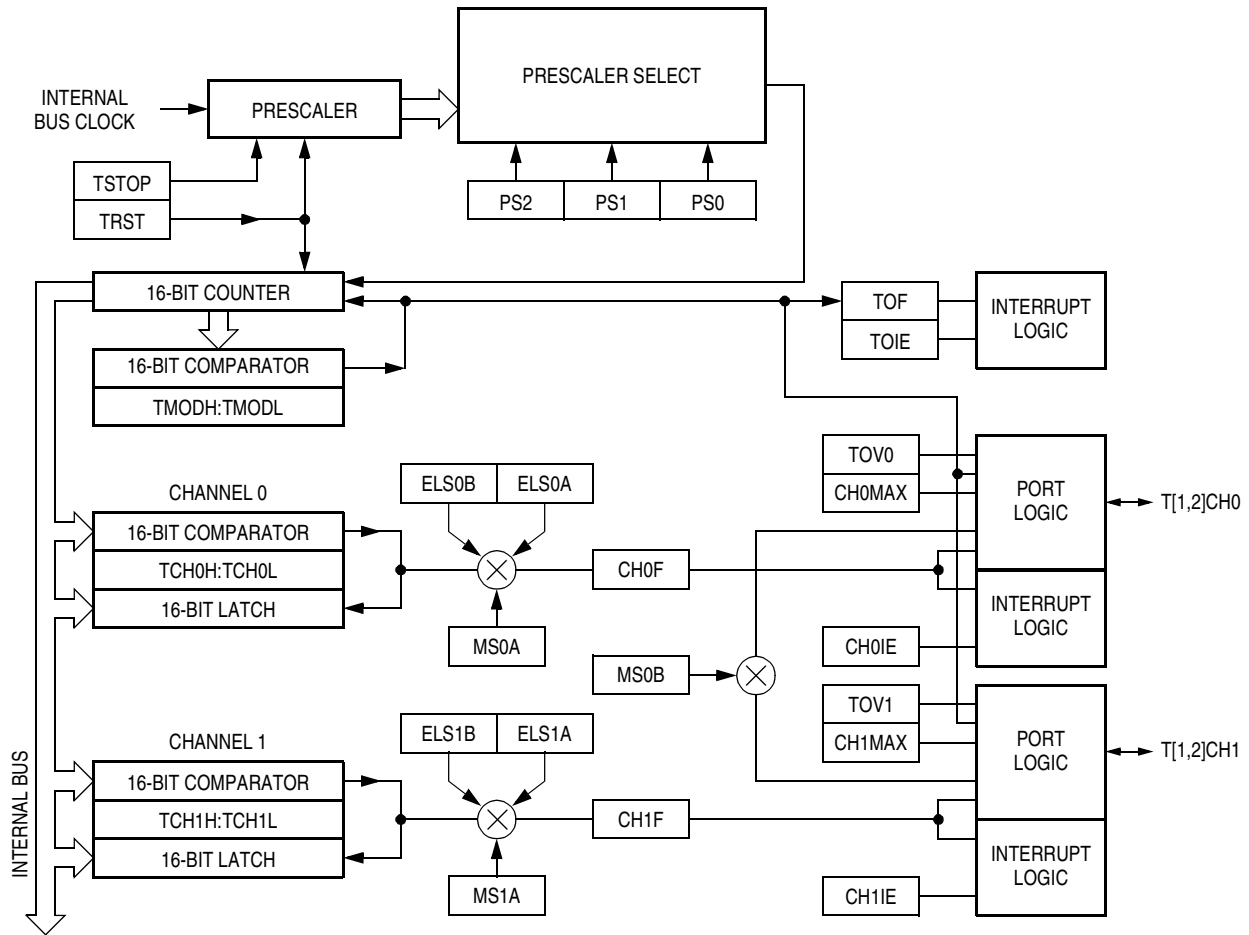 PRESCALER SELECT
INTERNAL
BUS CLOCK
PRESCALER
TSTOP
TRST
PS2
PS1
PS0
16-BIT COUNTER
16-BIT COMPARATOR
TMODH:TMODL
TOF
TOIE
INTERRUPT
LOGIC
CHANNEL 0
16-BIT COMPARATOR
TCH0H:TCH0L
16-BIT LATCH
ELS0B
ELS0A
MS0A
CH0F
TOV0
CH0MAX
PORT
LOGIC
T[1,2]CH0
INTERRUPT
LOGIC
CH0IE
MS0B
CHANNEL 1
16-BIT COMPARATOR
TCH1H:TCH1L
16-BIT LATCH
ELS1B
ELS1A
MS1A
CH1F
TOV1
CH1MAX
PORT
LOGIC
T[1,2]CH1
INTERRUPT
LOGIC
CH1IE
INTERNAL BUS